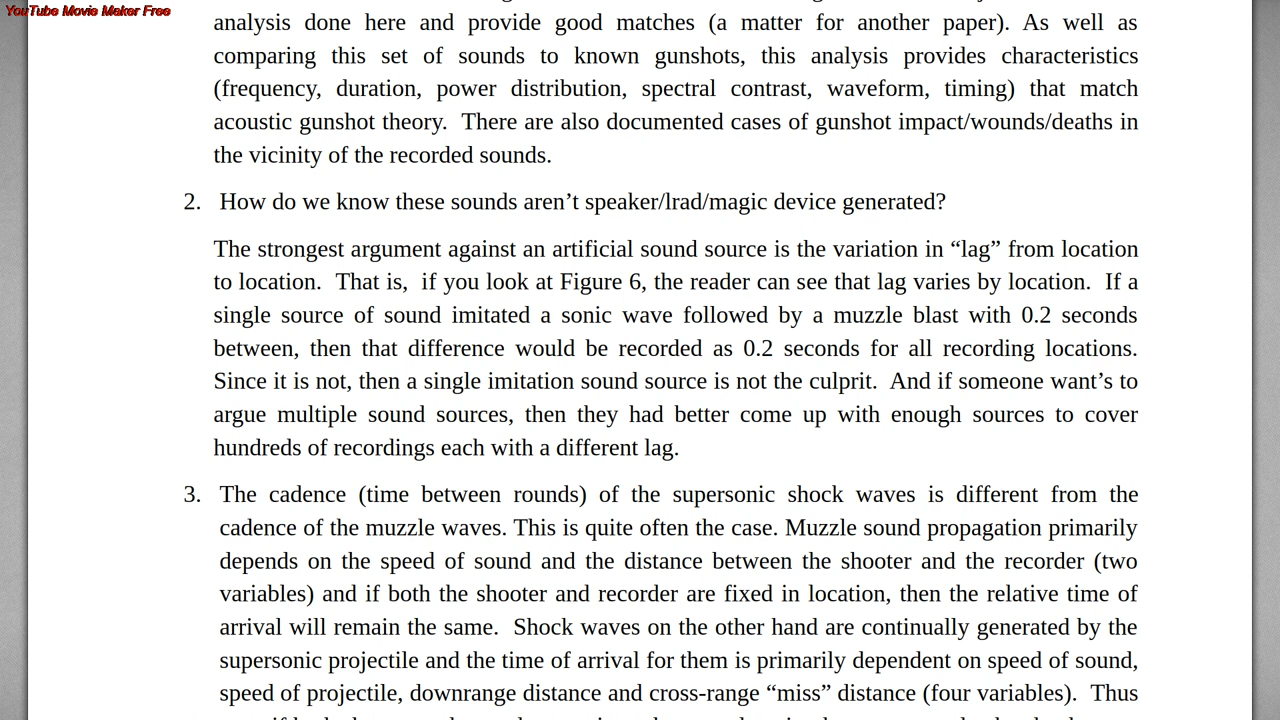 YouTube Movie Maker Free
analysis done here and provide good matches (a matter for another paper). As well as
comparing this set of sounds to known gunshots, this analysis provides characteristics
(frequency, duration, power distribution, spectral contrast, waveform, timing) that match
acoustic gunshot theory.  There are also documented cases of gunshot impact/wounds/deaths in
the vicinity of the recorded sounds.
2.   How do we know these sounds aren’t speaker/lrad/magic device generated?
The strongest argument against an artificial sound source is the variation in “lag” from location
to location.  That is,  if you look at Figure 6, the reader can see that lag varies by location.  If a
single source of sound imitated a sonic wave followed by a muzzle blast with 0.2 seconds
between, then that difference would be recorded as 0.2 seconds for all recording locations.
Since it is not, then a single imitation sound source is not the culprit.  And if someone want’s to
argue multiple sound sources, then they had better come up with enough sources to cover
hundreds of recordings each with a different lag.
3.   The cadence (time between rounds) of the supersonic shock waves is different from the
cadence of the muzzle waves. This is quite often the case. Muzzle sound propagation primarily
depends on the speed of sound and the distance between the shooter and the recorder (two
variables) and if both the shooter and recorder are fixed in location, then the relative time of
arrival will remain the same.  Shock waves on the other hand are continually generated by the
supersonic projectile and the time of arrival for them is primarily dependent on speed of sound,
speed of projectile, downrange distance and cross-range “miss” distance (four variables).  Thus